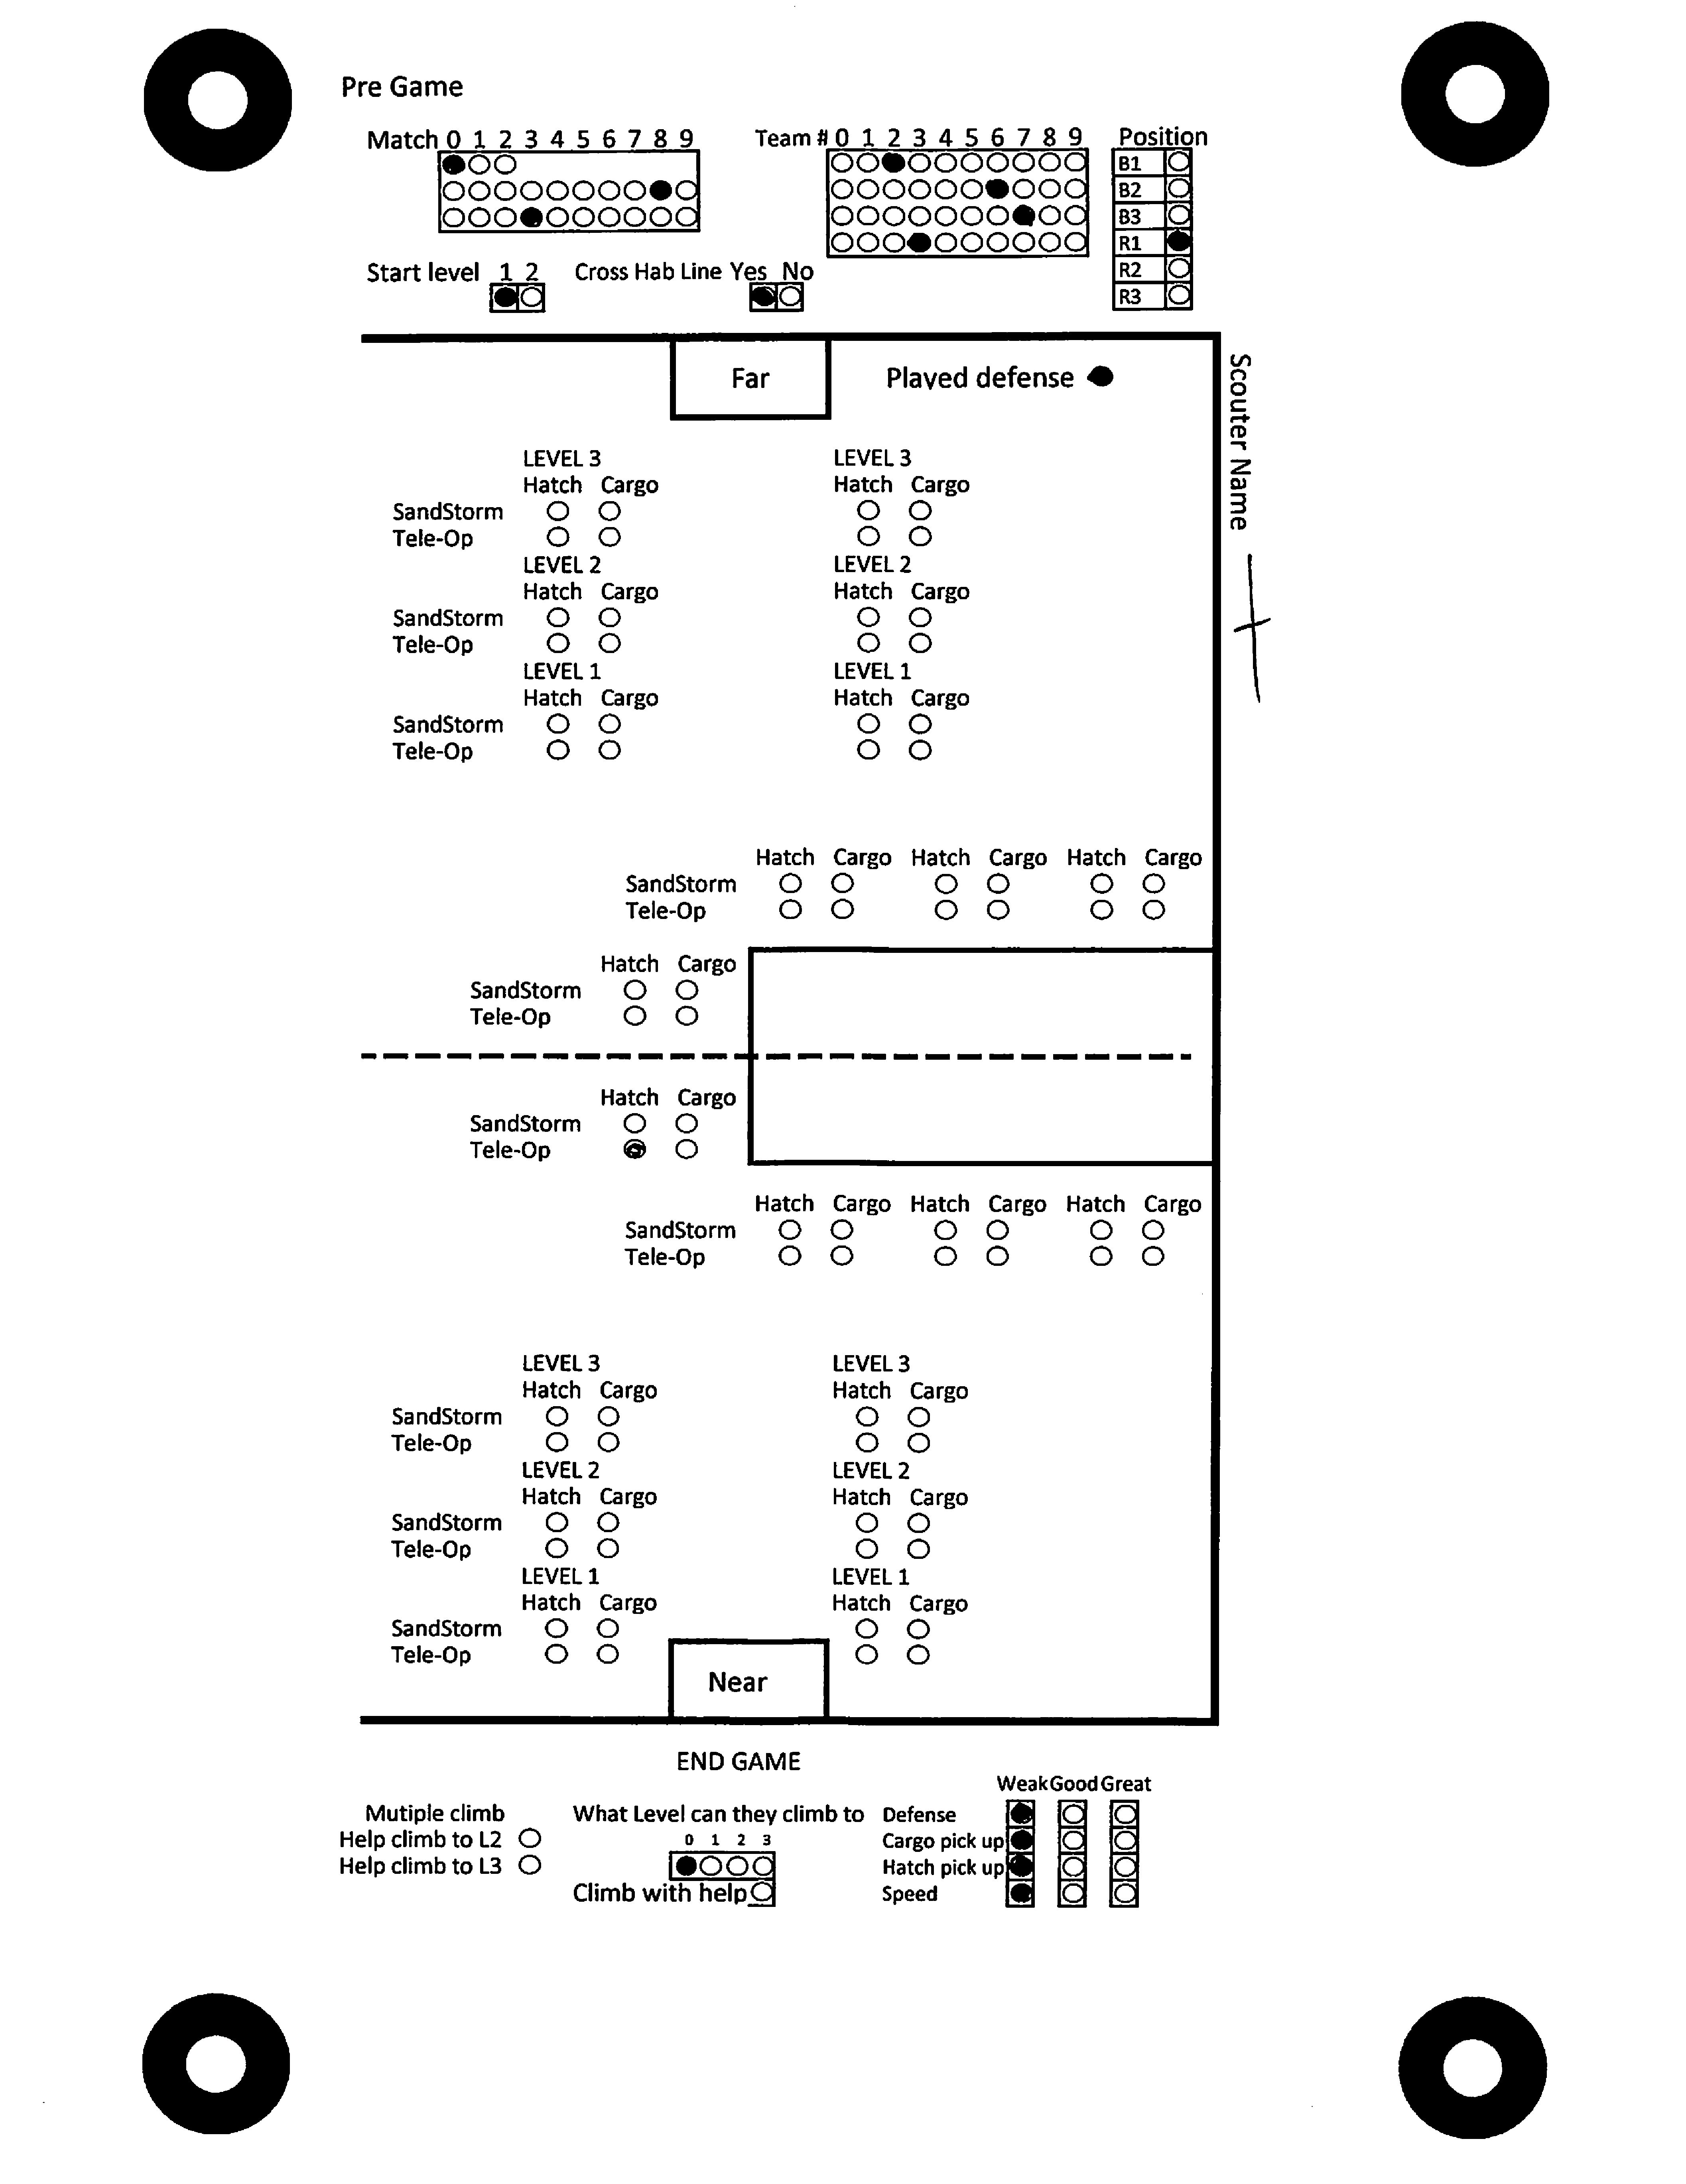 Pre Game
Match 0 1 2 3 4 5 6 7 8 9
Team # 0 1 2 3 4 5 6 7 8 9
Position
B1
B2
B3
R1
R2
R3
Start level 1 2
Cross Hab Line Yes No
Far
Played defense
Scouter Name
LEVEL 3 LEVEL 3
Hatch Cargo Hatch Cargo
SandStorm
Tele-Op
LEVEL 2 LEVEL 2
Hatch Cargo Hatch Cargo
SandStorm
Tele-Op
LEVEL 1 LEVEL 1
Hatch Cargo Hatch Cargo
SandStorm
Tele-Op
Hatch Cargo Hatch Cargo Hatch Cargo
SandStorm
Tele-Op
Hatch Cargo
SandStorm
Tele-Op
Hatch Cargo
SandStorm
Tele-Op
Hatch Cargo Hatch Cargo Hatch Cargo
SandStorm
Tele-Op
LEVEL 3 LEVEL 3
Hatch Cargo Hatch Cargo
SandStorm
Tele-Op
LEVEL 2 LEVEL 2
Hatch Cargo Hatch Cargo
SandStorm
Tele-Op
LEVEL 1 LEVEL 1
Hatch Cargo Hatch Cargo
SandStorm
Tele-Op
Near
END GAME
Mutiple climb
Help climb to L2
Help climb to L3
What Level can they climb to
0 1 2 3
Climb with help
Weak Good Great
Defense
Cargo pick up
Hatch pick up
Speed